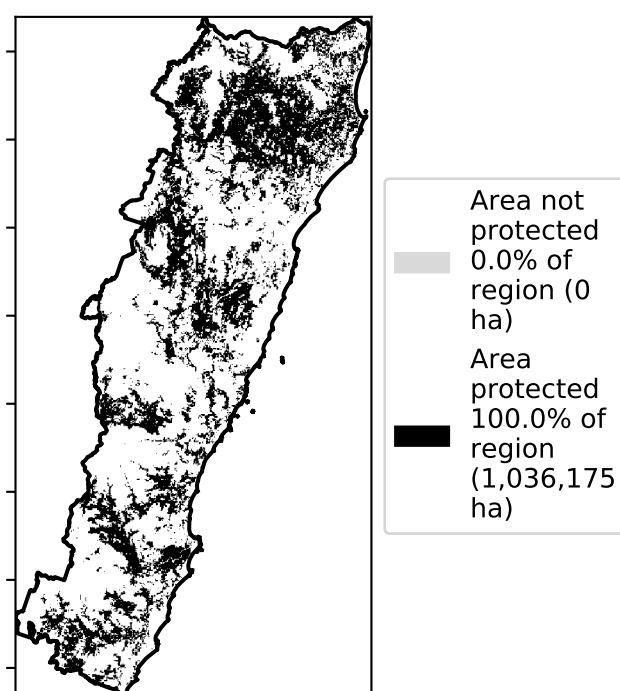 Area not
protected
0.0% of
region (0
ha)
Area
protected
100.0% of
region
(1,036,175
ha)